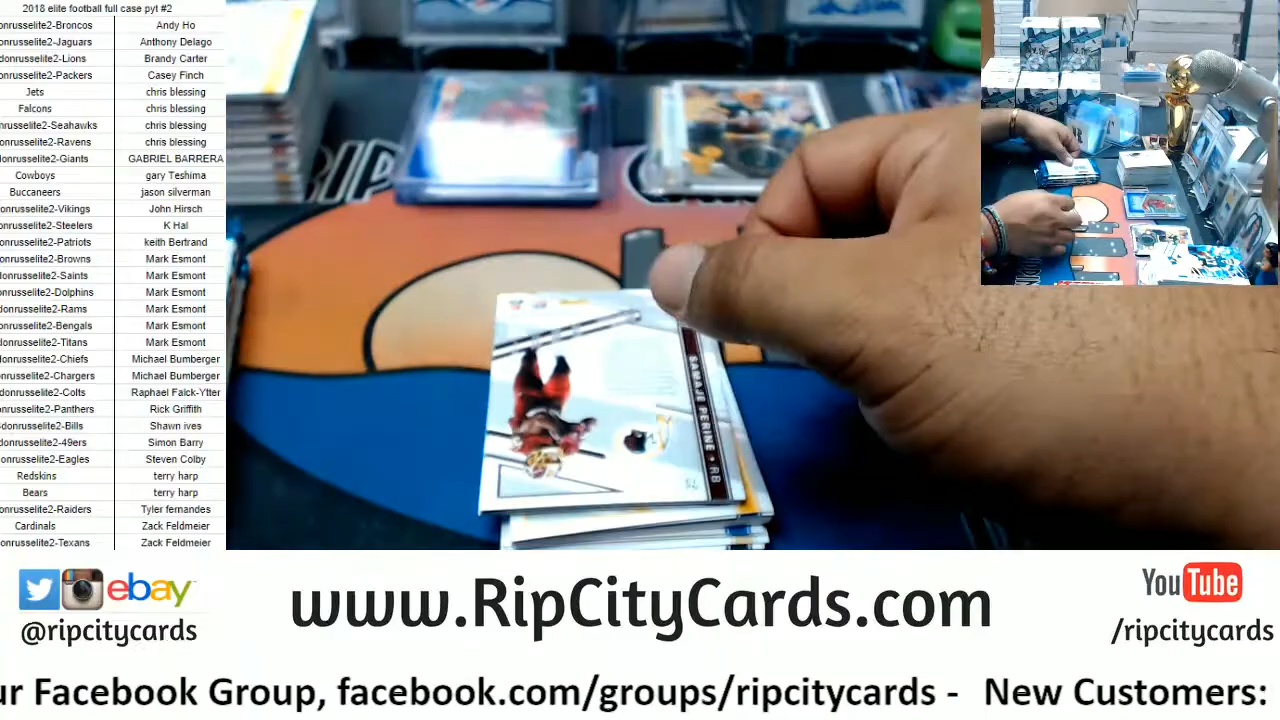 2018 elite football full case pyt #2
onrusselite2-Broncos Andy Ho
onrusselite2-Jaguars Anthony Delago
donrusselite2-Lions Brandy Carter
onrusselite2-Packers Casey Finch
Jets chris blessing
Falcons chris blessing
nrusselite2-Seahawks chris blessing
onrusselite2-Ravens chris blessing
onrusselite2-Giants GABRIEL BARRERA
Cowboys gary Teshima
Buccaneers jason silverman
onrusselite2-Vikings John Hirsch
onrusselite2-Steelers K Hal
onrusselite2-Patriots keith Bertrand
onrusselite2-Browns Mark Esmont
donrusselite2-Saints Mark Esmont
onrusselite2-Dolphins Mark Esmont
donrusselite2-Rams Mark Esmont
onrusselite2-Bengals Mark Esmont
donrusselite2-Titans Mark Esmont
onrusselite2-Chiefs Michael Bumberger
onrusselite2-Chargers Michael Bumberger
donrusselite2-Colts Raphael Falck-Ytter
onrusselite2-Panthers Rick Griffith
donrusselite2-Bills Shawn ives
donrusselite2-49ers Simon Barry
onrusselite2-Eagles Steven Colby
Redskins terry harp
Bears terry harp
onrusselite2-Raiders Tyler fernandes
Cardinals Zack Feldmeier
onrusselite2-Texans Zack Feldmeier
RIP
SAMAJE PERINE • RB
ebay
@ripcitycards
www.RipCityCards.com
YouTube
/ripcitycards
ur Facebook Group, facebook.com/groups/ripcitycards - New Customers: